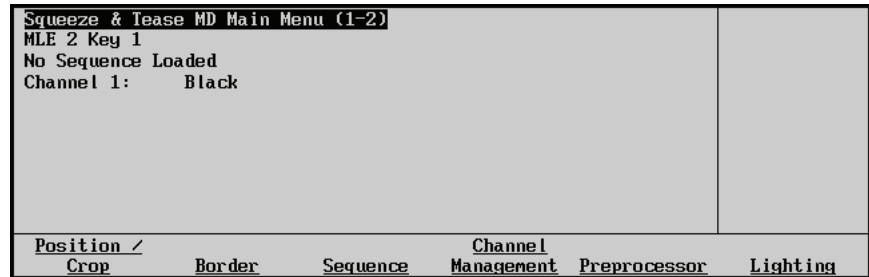 Squeeze & Tease MD Main Menu (1-2)
MLE 2 Key 1
No Sequence Loaded
Channel 1: Black
Position / Crop
Border
Sequence
Channel Management
Preprocessor
Lighting